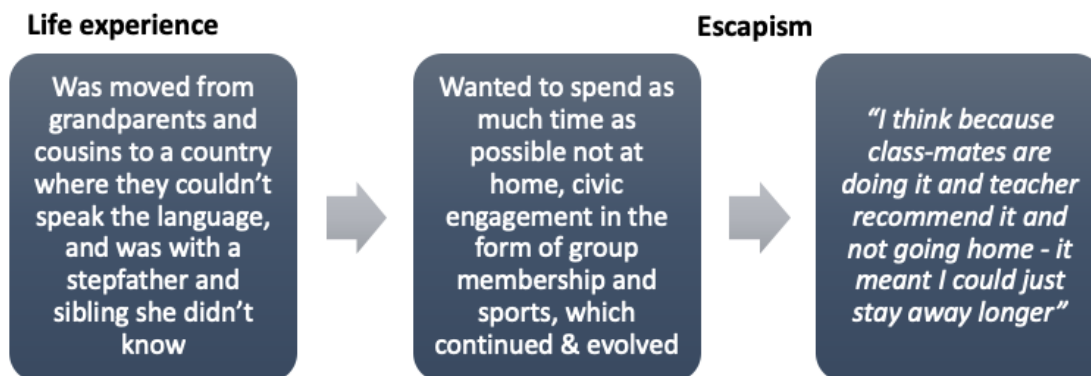 Life experience
Escapism
Was moved from
grandparents and
cousins to a country
where they couldn’t
speak the language,
and was with a
stepfather and
sibling she didn’t
know
Wanted to spend as
much time as
possible not at
home, civic
engagement in the
form of group
membership and
sports, which
continued & evolved
“I think because
class-mates are
doing it and teacher
recommend it and
not going home - it
meant I could just
stay away longer”